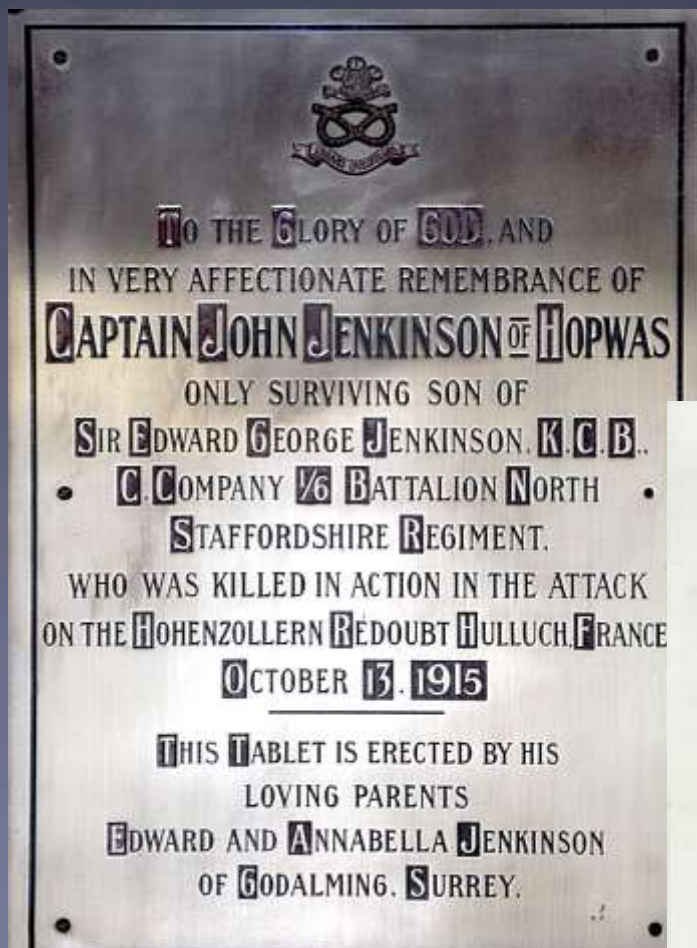 TO THE GLORY OF GOD, AND
IN VERY AFFECTIONATE REMEMBRANCE OF
CAPTAIN JOHN JENKINSON OF HOPWAS
ONLY SURVIVING SON OF
SIR EDWARD GEORGE JENKINSON. K.C.B.,
C. COMPANY 1/6 BATTALION NORTH
STAFFORDSHIRE REGIMENT.
WHO WAS KILLED IN ACTION IN THE ATTACK
ON THE HOHENZOLLERN REDOUBT HULLUCH, FRANCE
OCTOBER 13. 1915
THIS TABLET IS ERECTED BY HIS
LOVING PARENTS
EDWARD AND ANNABELLA JENKINSON
OF GODALMING. SURREY.